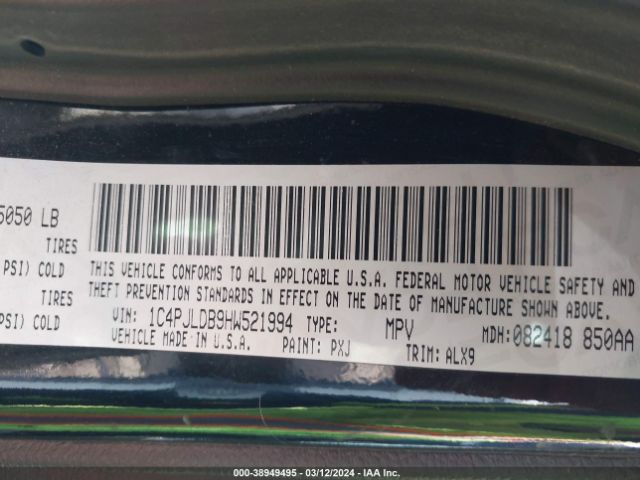 5050 LB
TIRES
PSI) COLD
TIRES
PSI) COLD
THIS VEHICLE CONFORMS TO ALL APPLICABLE U.S.A. FEDERAL MOTOR VEHICLE SAFETY AND
THEFT PREVENTION STANDARDS IN EFFECT ON THE DATE OF MANUFACTURE SHOWN ABOVE.
VIN: 1C4PJLDB9HW521994 TYPE: MPV MDH: 082418 850AA
VEHICLE MADE IN U.S.A. PAINT: PXJ TRIM: ALX9
000-38949495 - 03/12/2024 - IAA Inc.